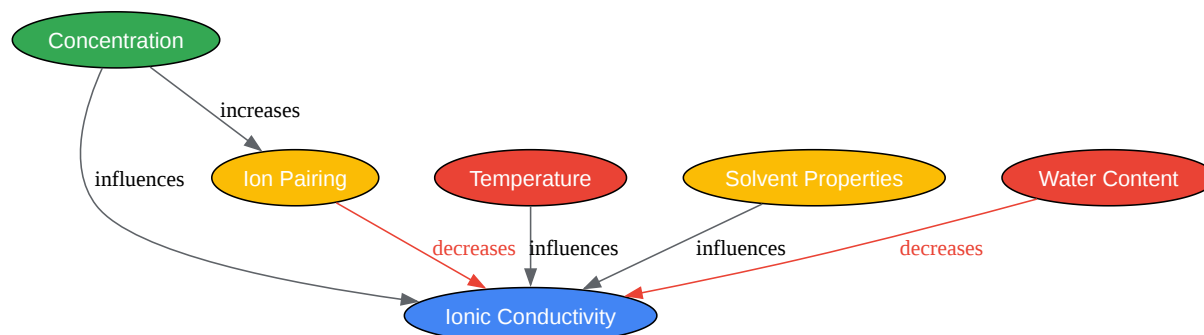 Concentration
increases
influences
Ion Pairing
Temperature
Solvent Properties
Water Content
decreases
influences
influences
decreases
Ionic Conductivity